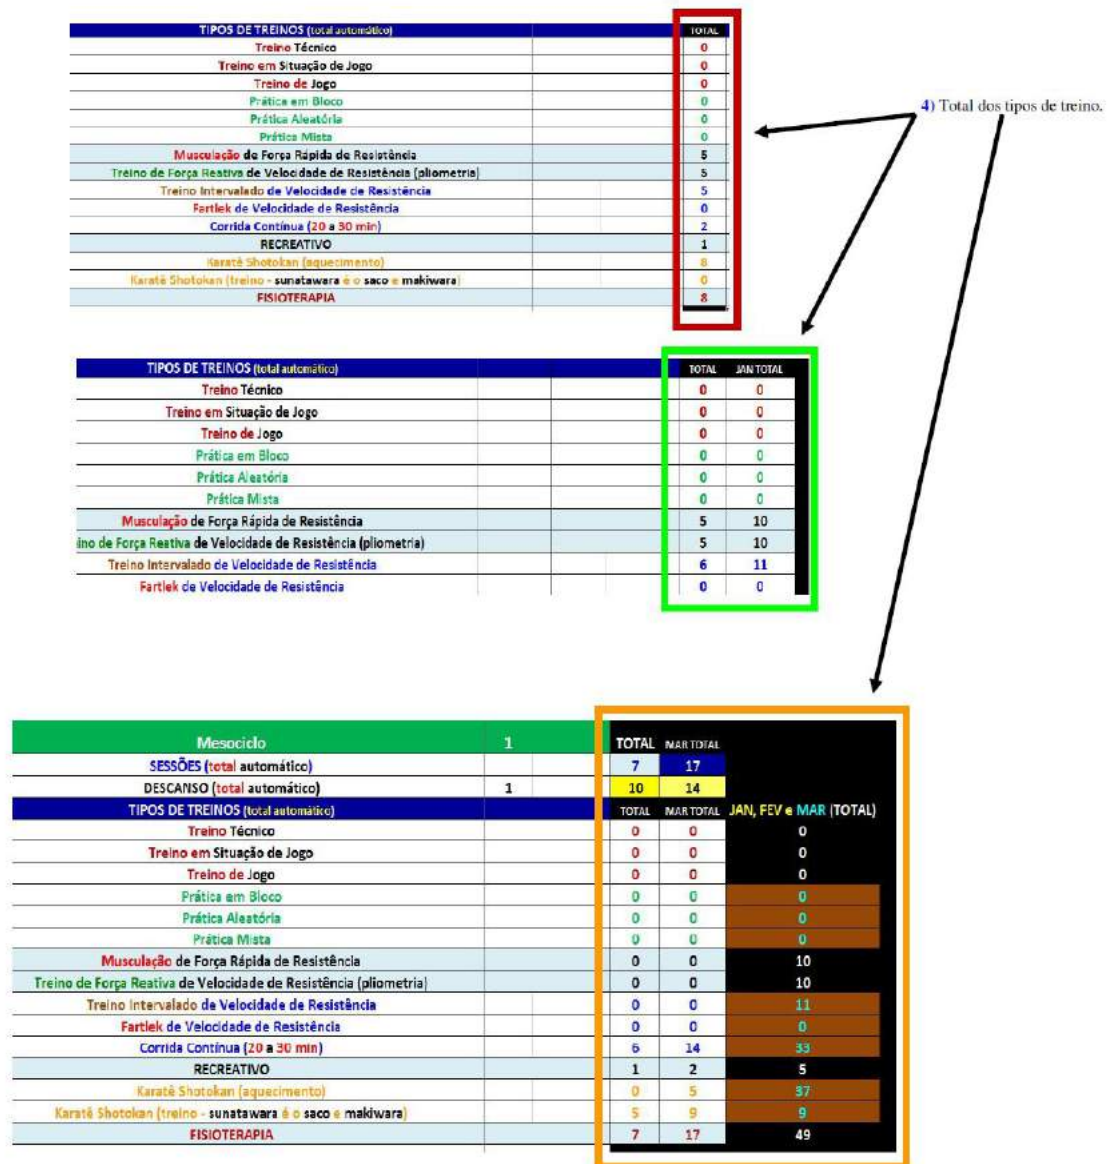 TIPOS DE TREINOS (total automático) TOTAL
Treino Técnico 0
Treino em Situação de Jogo 0
Treino de Jogo 0
Prática em Bloco 0
Prática Aleatória 0
Prática Mista 0
Musculação de Força Rápida de Resistência 5
Treino de Força Reativa de Velocidade de Resistência (pliometria) 5
Treino Intervalado de Velocidade de Resistência 5
Fartlek de Velocidade de Resistência 0
Corrida Contínua (20 a 30 min) 2
RECREATIVO 1
Karatê Shotokan (aquecimento) 8
Karatê Shotokan (treino - sunatawara é o saco e makiwara) 0
FISIOTERAPIA 8
4) Total dos tipos de treino.
TIPOS DE TREINOS (total automático) TOTAL JAN TOTAL
Treino Técnico 0 0
Treino em Situação de Jogo 0 0
Treino de Jogo 0 0
Prática em Bloco 0 0
Prática Aleatória 0 0
Prática Mista 0 0
Musculação de Força Rápida de Resistência 5 10
ino de Força Reativa de Velocidade de Resistência (pliometria) 5 10
Treino Intervalado de Velocidade de Resistência 6 11
Fartlek de Velocidade de Resistência 0 0
Mesociclo 1 TOTAL MAR TOTAL
SESSÕES (total automático) 7 17
DESCANSO (total automático) 1 10 14
TIPOS DE TREINOS (total automático) TOTAL MAR TOTAL JAN, FEV e MAR (TOTAL)
Treino Técnico 0 0 0
Treino em Situação de Jogo 0 0 0
Treino de Jogo 0 0 0
Prática em Bloco 0 0 0
Prática Aleatória 0 0 0
Prática Mista 0 0 0
Musculação de Força Rápida de Resistência 0 0 10
Treino de Força Reativa de Velocidade de Resistência (pliometria) 0 0 10
Treino Intervalado de Velocidade de Resistência 0 0 11
Fartlek de Velocidade de Resistência 0 0 0
Corrida Contínua (20 a 30 min) 6 14 33
RECREATIVO 1 2 5
Karatê Shotokan (aquecimento) 0 5 37
Karatê Shotokan (treino - sunatawara é o saco e makiwara) 5 9 9
FISIOTERAPIA 7 17 49